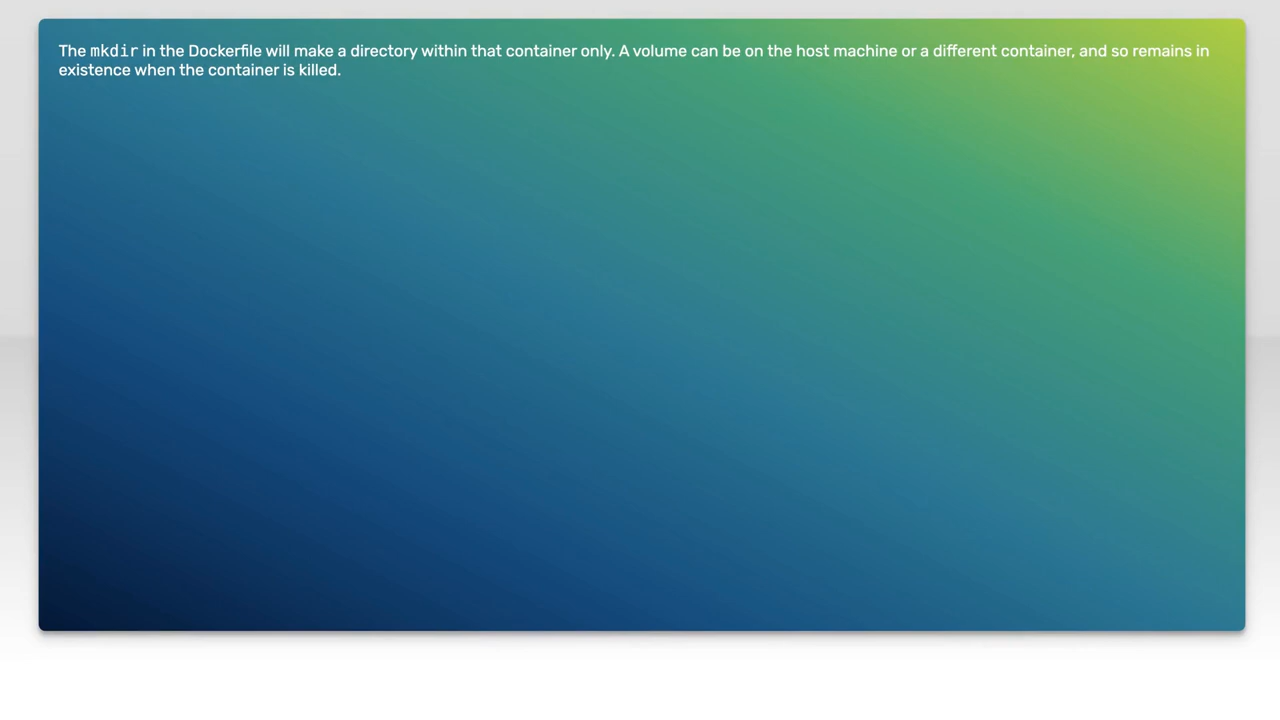 The mkdir in the Dockerfile will make a directory within that container only. A volume can be on the host machine or a different container, and so remains in
existence when the container is killed.